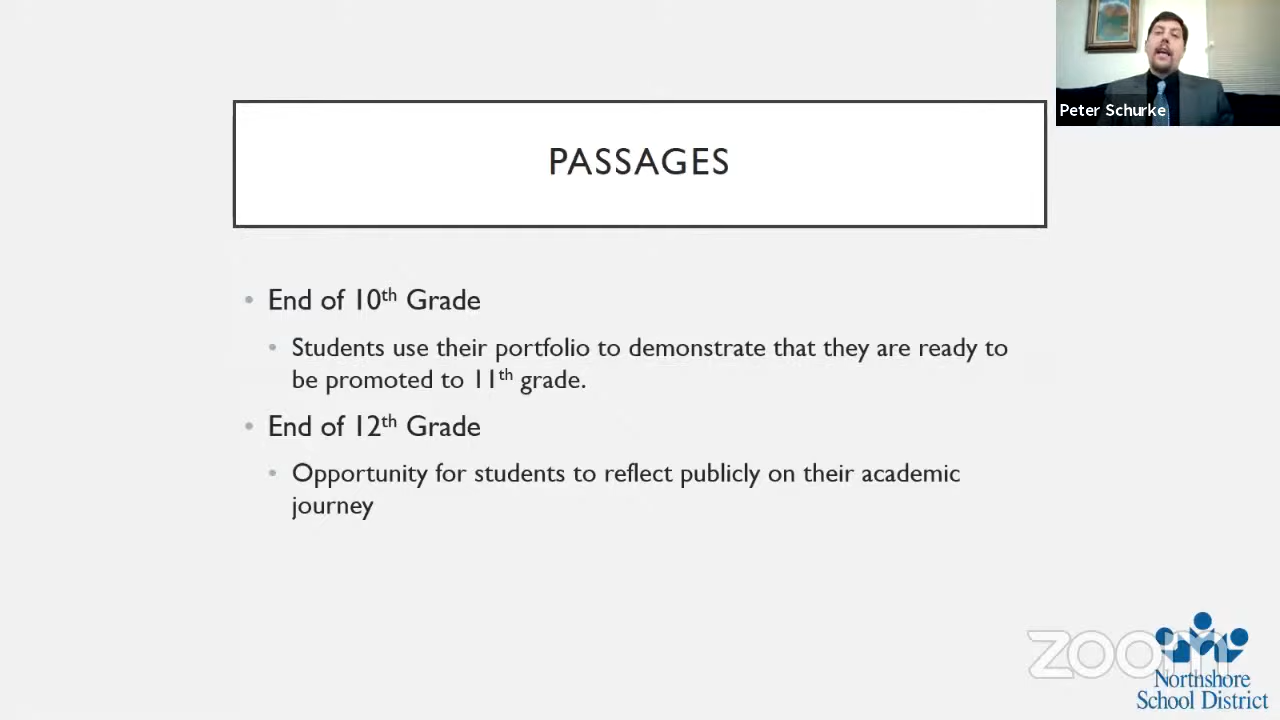 Peter Schurke
PASSAGES
• End of 10th Grade
• Students use their portfolio to demonstrate that they are ready to
be promoted to 11th grade.
• End of 12th Grade
• Opportunity for students to reflect publicly on their academic
journey
zoom
Northshore
School District